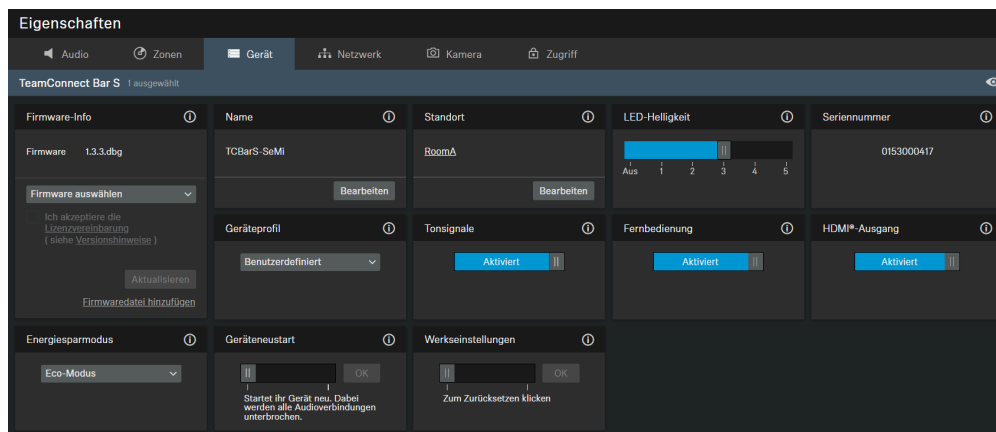 Eigenschaften
Audio
Zonen
Gerät
Netzwerk
Kamera
Zugriff
TeamConnect Bar S 1 ausgewählt
Firmware-Info
Firmware 1.3.3.dbg
Firmware auswählen
Ich akzeptiere die
Lizenzvereinbarung
( siehe Versionshinweise )
Aktualisieren
Firmwaredatei hinzufügen
Name
TCBarS-SeMi
Bearbeiten
Standort
RoomA
Bearbeiten
LED-Helligkeit
Aus 1 2 3 4 5
Seriennummer
0153000417
Geräteprofil
Benutzerdefiniert
Tonsignale
Aktiviert
Fernbedienung
Aktiviert
HDMI®-Ausgang
Aktiviert
Energiesparmodus
Eco-Modus
Geräteneustart
OK
Startet ihr Gerät neu. Dabei
werden alle Audioverbindungen
unterbrochen.
Werkseinstellungen
OK
Zum Zurücksetzen klicken